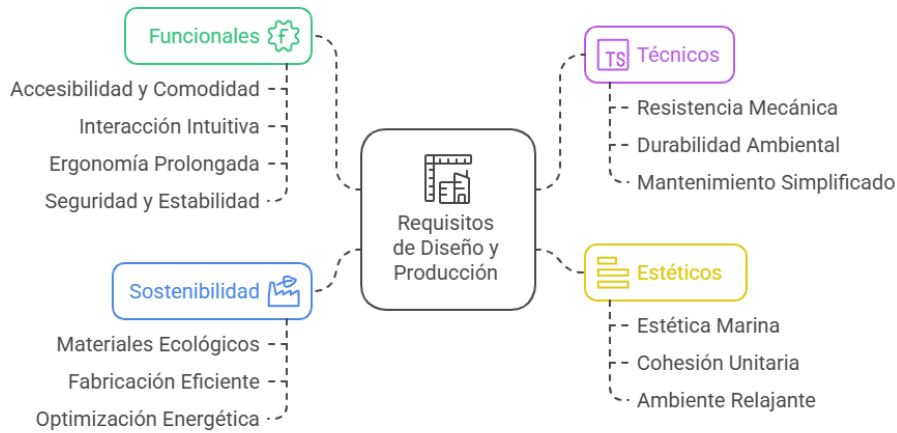 Funcionales
Accesibilidad y Comodidad
Interacción Intuitiva
Ergonomía Prolongada
Seguridad y Estabilidad
Sostenibilidad
Materiales Ecológicos
Fabricación Eficiente
Optimización Energética
Requisitos
de Diseño y
Producción
TS Técnicos
Resistencia Mecánica
Durabilidad Ambiental
Mantenimiento Simplificado
Estéticos
Estética Marina
Cohesión Unitaria
Ambiente Relajante